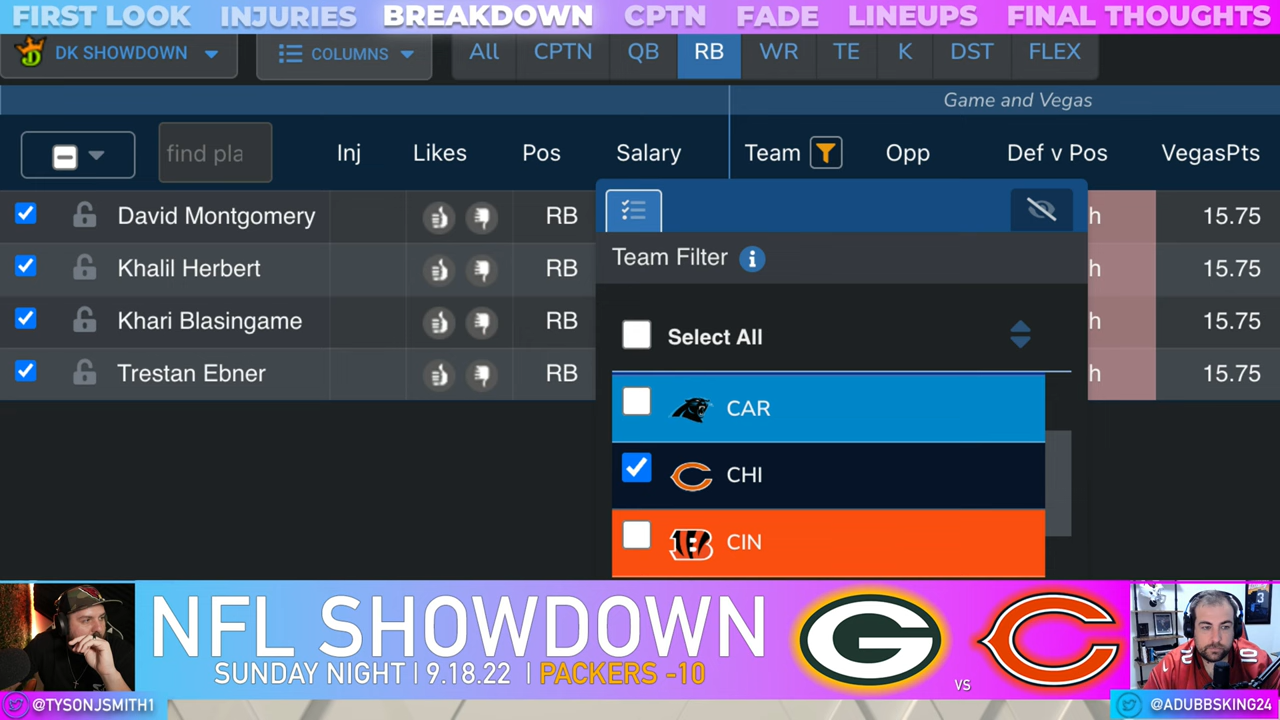 FIRST LOOK INJURIES BREAKDOWN CPTN FADE LINEUPS FINAL THOUGHTS
DK SHOWDOWN COLUMNS All CPTN QB RB WR TE K DST FLEX
Game and Vegas
find pla Inj Likes Pos Salary Team Opp Def v Pos VegasPts
David Montgomery RB h 15.75
Khalil Herbert RB h 15.75
Khari Blasingame RB h 15.75
Trestan Ebner RB h 15.75
Team Filter i
Select All
CAR
CHI
CIN
NFL SHOWDOWN
SUNDAY NIGHT | 9.18.22 | PACKERS -10
G VS C
@TYSONJSMITH1 @ADUBBSKING24